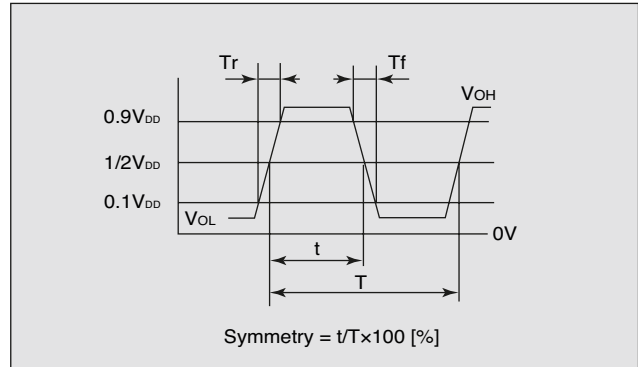 Tr Tf
VOH
0.9VDD
1/2VDD
0.1VDD
VOL
0V
t
T
Symmetry = t/T×100 [%]